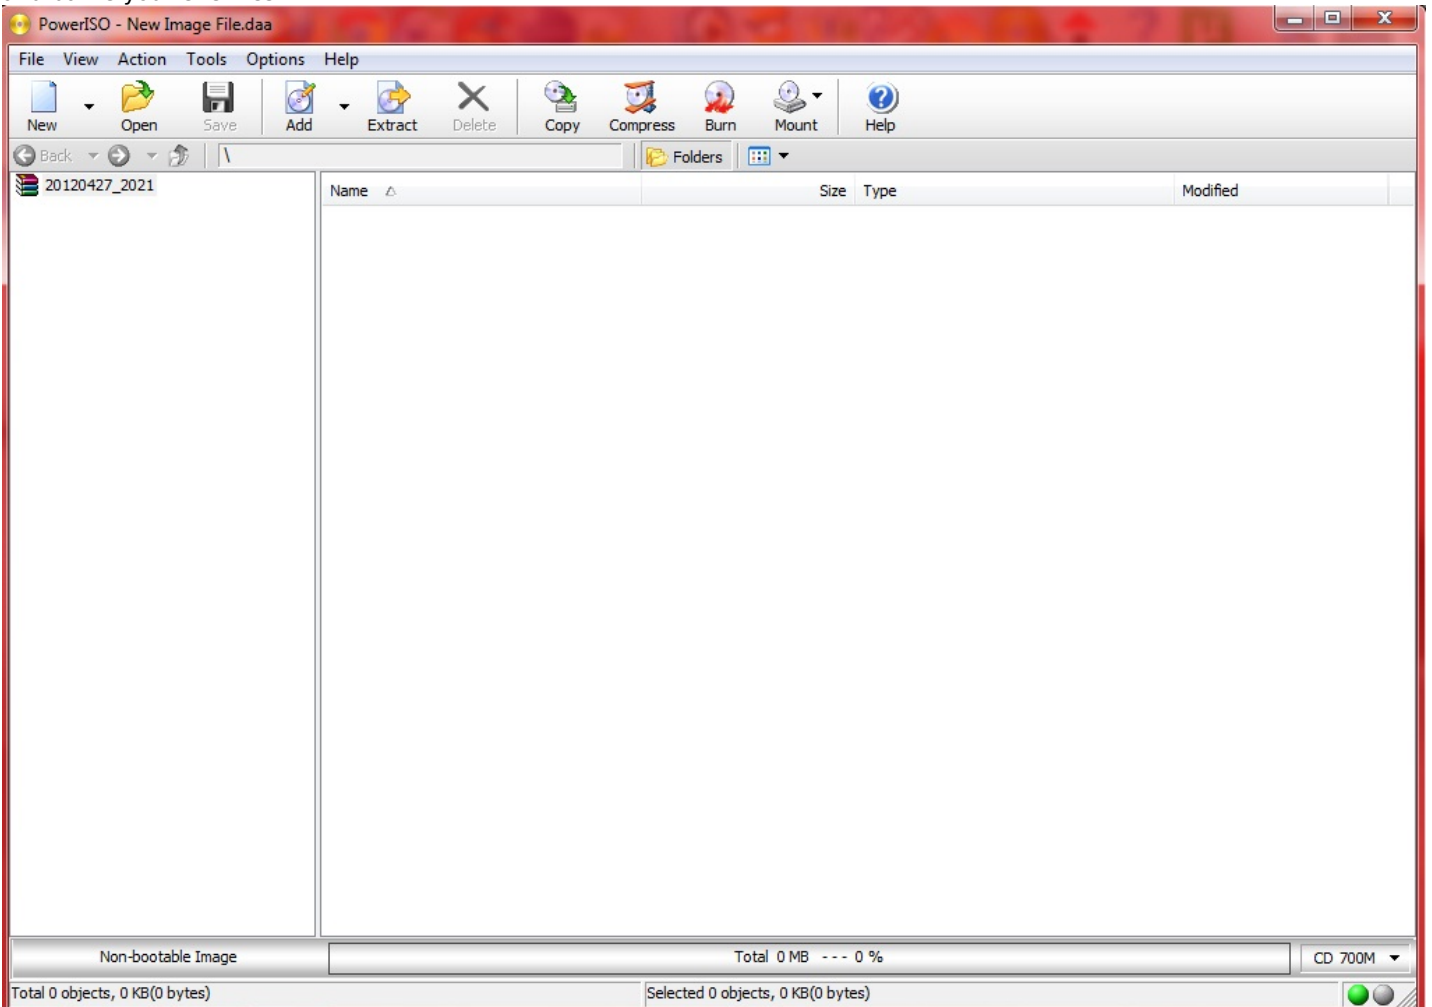 PowerISO - New Image File.daa
File View Action Tools Options Help
New Open Save Add Extract Delete Copy Compress Burn Mount Help
Back \ Folders
20120427_2021
Name Size Type Modified
Non-bootable Image Total 0 MB --- 0 % CD 700M
Total 0 objects, 0 KB(0 bytes) Selected 0 objects, 0 KB(0 bytes)